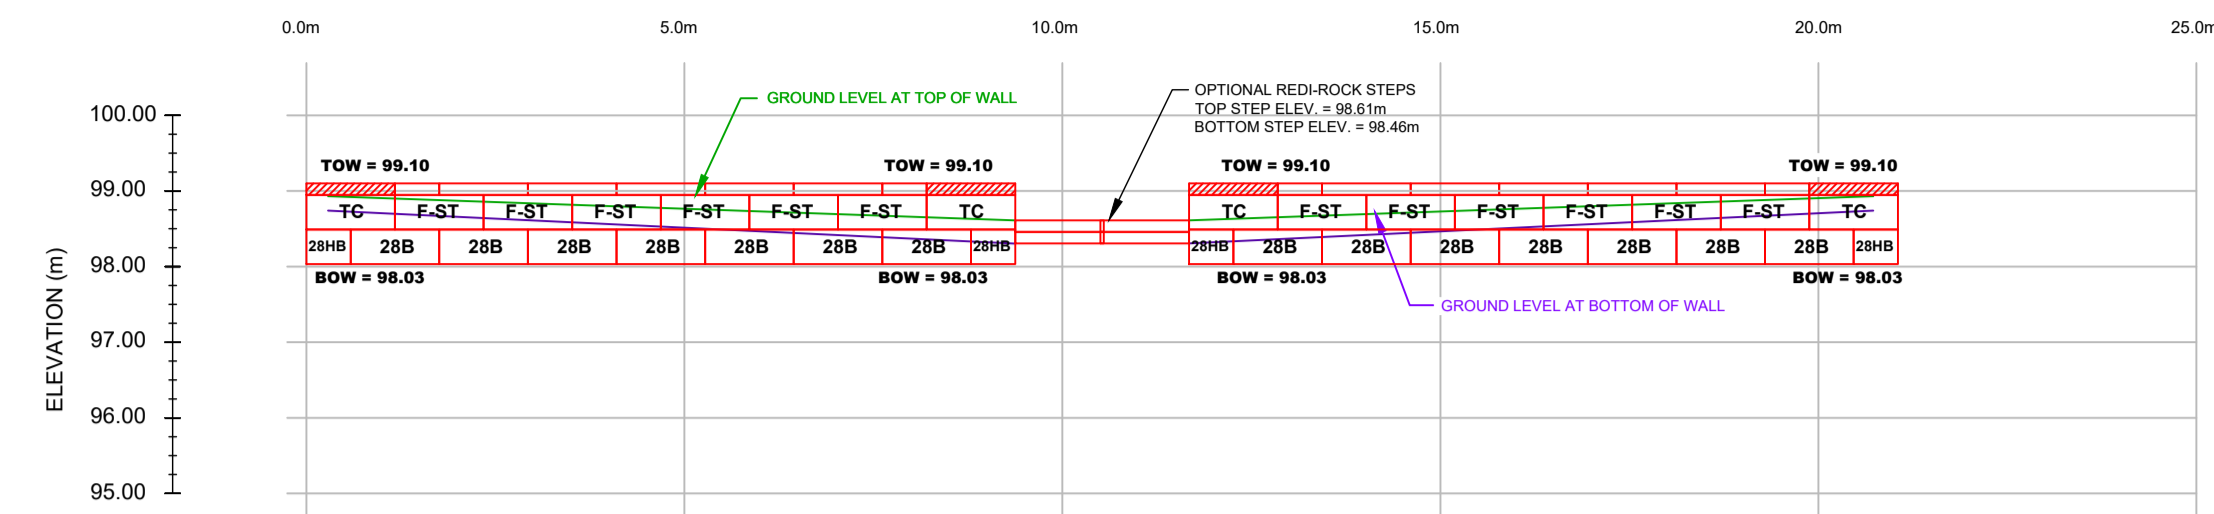 0.0m 5.0m 10.0m 15.0m 20.0m 25.0m
OPTIONAL REDI-ROCK STEPS
TOP STEP ELEV. = 98.61m
BOTTOM STEP ELEV. = 98.46m
GROUND LEVEL AT TOP OF WALL
100.00
TOW = 99.10 TOW = 99.10 TOW = 99.10 TOW = 99.10
99.00
TC F-ST F-ST F-ST F-ST F-ST F-ST TC TC F-ST F-ST F-ST F-ST F-ST F-ST TC
28HB 28B 28B 28B 28B 28B 28B 28B 28HB 28HB 28B 28B 28B 28B 28B 28B 28B 28HB
98.00
BOW = 98.03 BOW = 98.03 BOW = 98.03 BOW = 98.03
GROUND LEVEL AT BOTTOM OF WALL
97.00
96.00
95.00
ELEVATION (m)